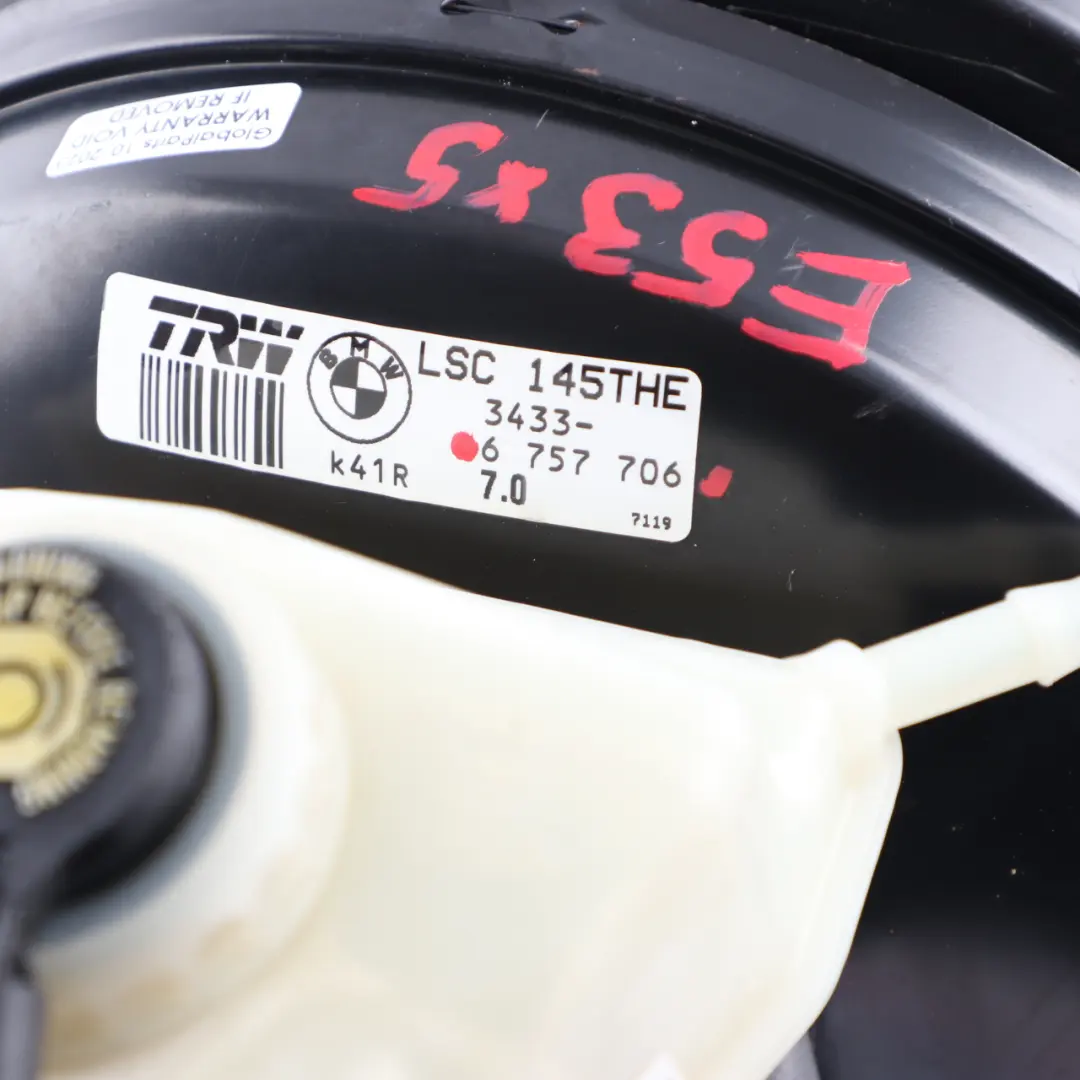 GlobalParts 10.2023
WARRANTY VOID
IF REMOVED
E53 X5
TRW
BMW
LSC 145THE
3433-
6 757 706
k41R
7.0
7119